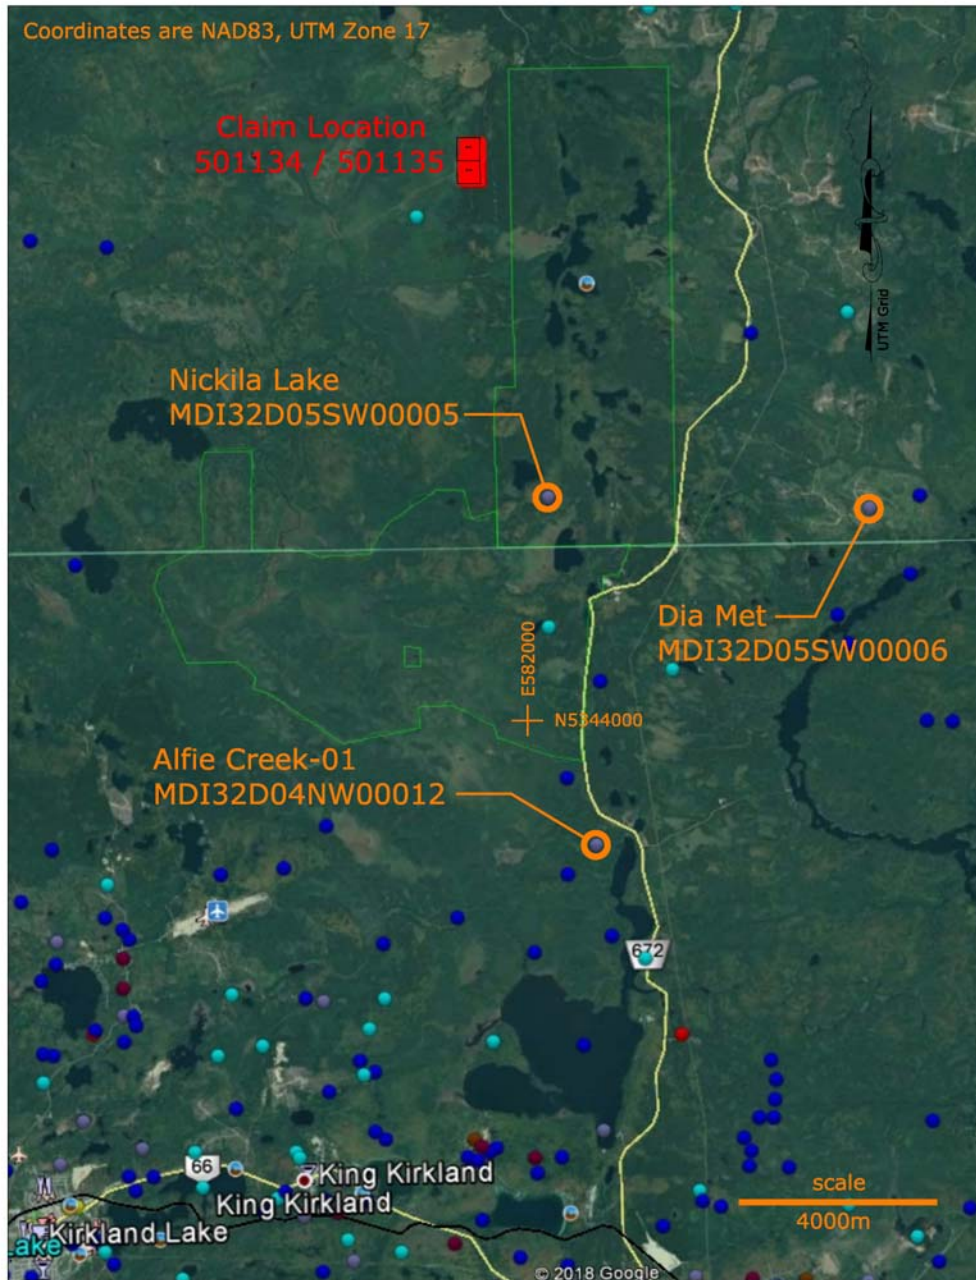 Coordinates are NAD83, UTM Zone 17
Claim Location
501134 / 501135
UTM Grid
Nickila Lake
MDI32D05SW00005
Dia Met
MDI32D05SW00006
E582000
N5344000
Alfie Creek-01
MDI32D04NW00012
672
66
King Kirkland
King Kirkland
Kirkland Lake
Lake
scale
4000m
© 2018 Google